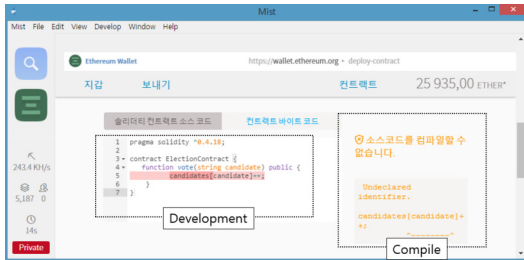 Mist
Mist File Edit View Develop Window Help
Ethereum Wallet
https://wallet.ethereum.org • deploy-contract
지갑 보내기 컨트랙트 25 935,00 ETHER*
솔리더티 컨트랙트 소스 코드 컨트랙트 바이트 코드
1 pragma solidity ^0.4.18;
2
3 contract ElectionContract {
4 function vote(string candidate) public {
5 candidates[candidate]++;
6 }
7 }
소스코드를 컴파일할 수
없습니다.
Undeclared
identifier.
candidates[candidate]+
+;
^--------^
243.4 KH/s
5,187 0
14s
Private
Development
Compile